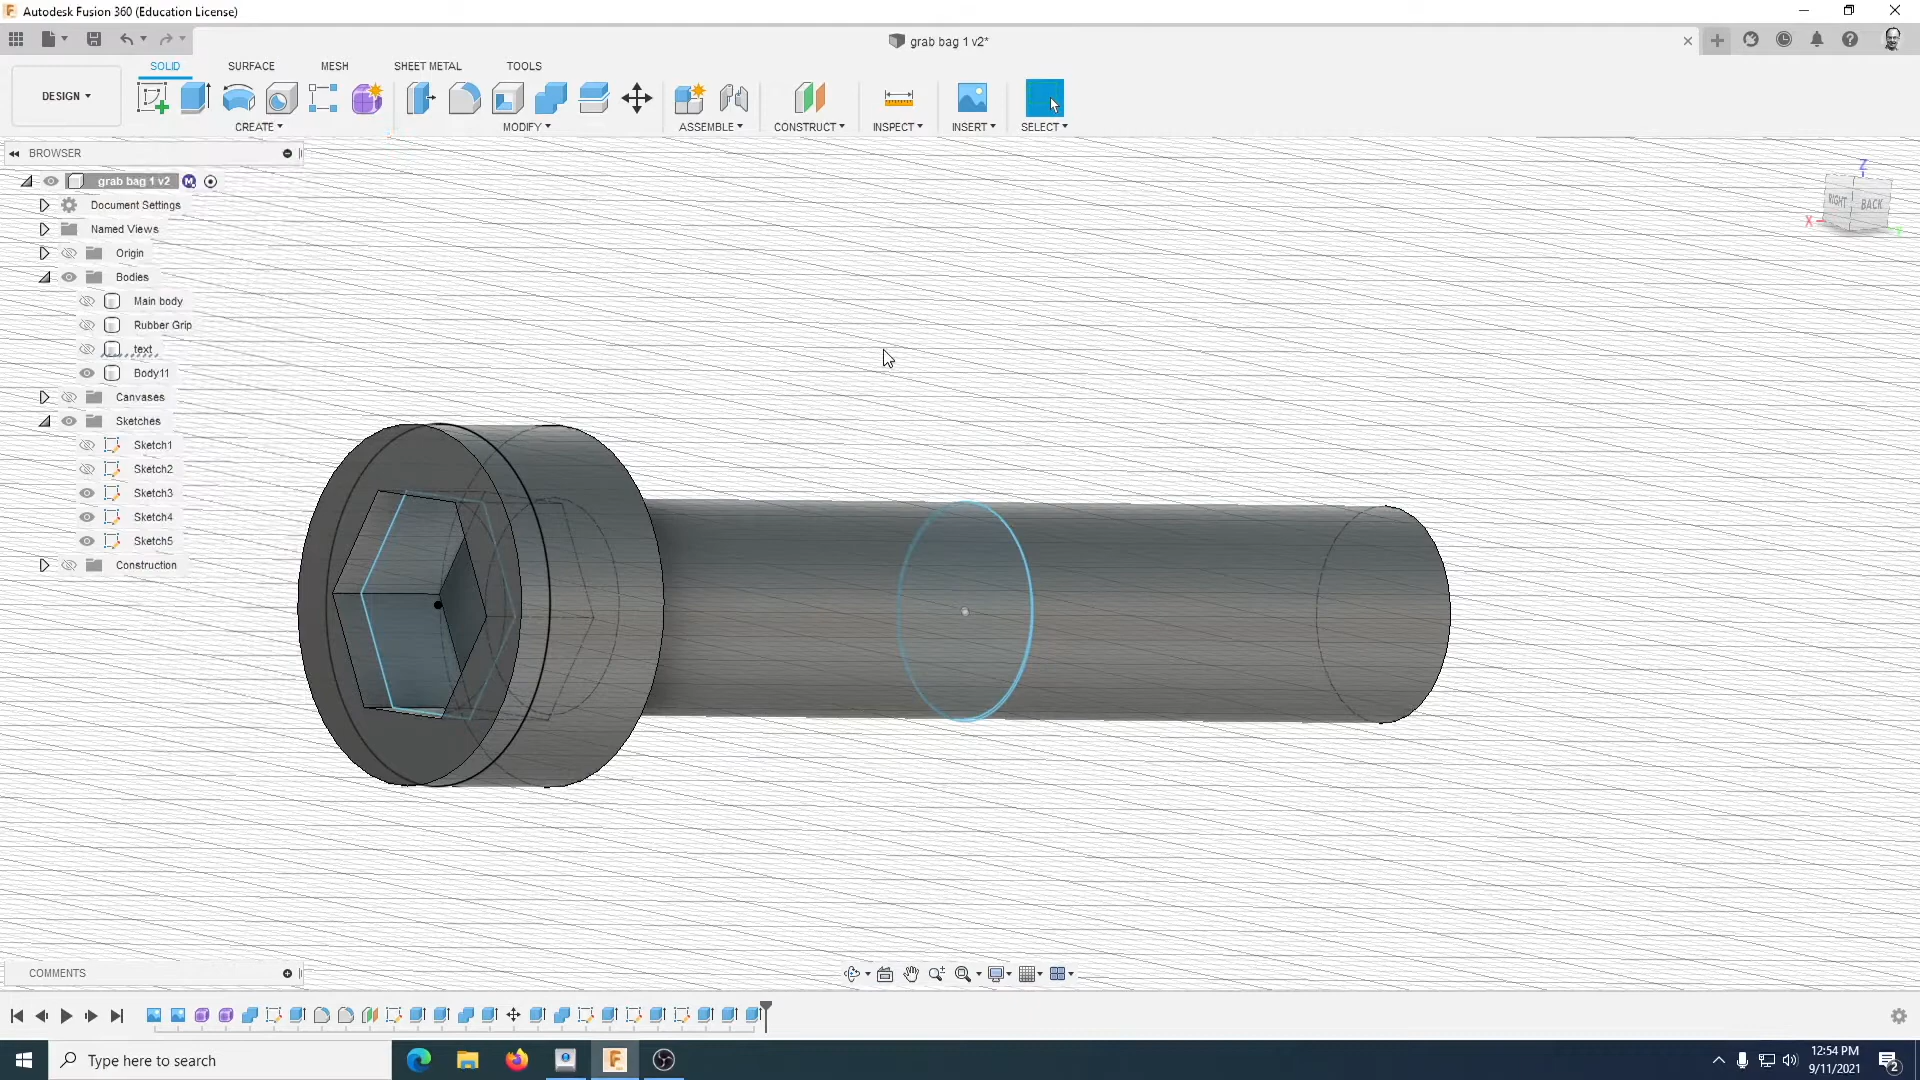 Autodesk Fusion 360 (Education License)
grab bag 1 v2*
SOLID
SURFACE
MESH
SHEET METAL
TOOLS
DESIGN
CREATE
MODIFY
ASSEMBLE
CONSTRUCT
INSPECT
INSERT
SELECT
BROWSER
grab bag 1 v2
M
Document Settings
Named Views
Origin
Bodies
Main body
Rubber Grip
text
Body11
Canvases
Sketches
Sketch1
Sketch2
Sketch3
Sketch4
Sketch5
Construction
Z
RIGHT
BACK
X
COMMENTS
Type here to search
12:54 PM
9/11/2021
2